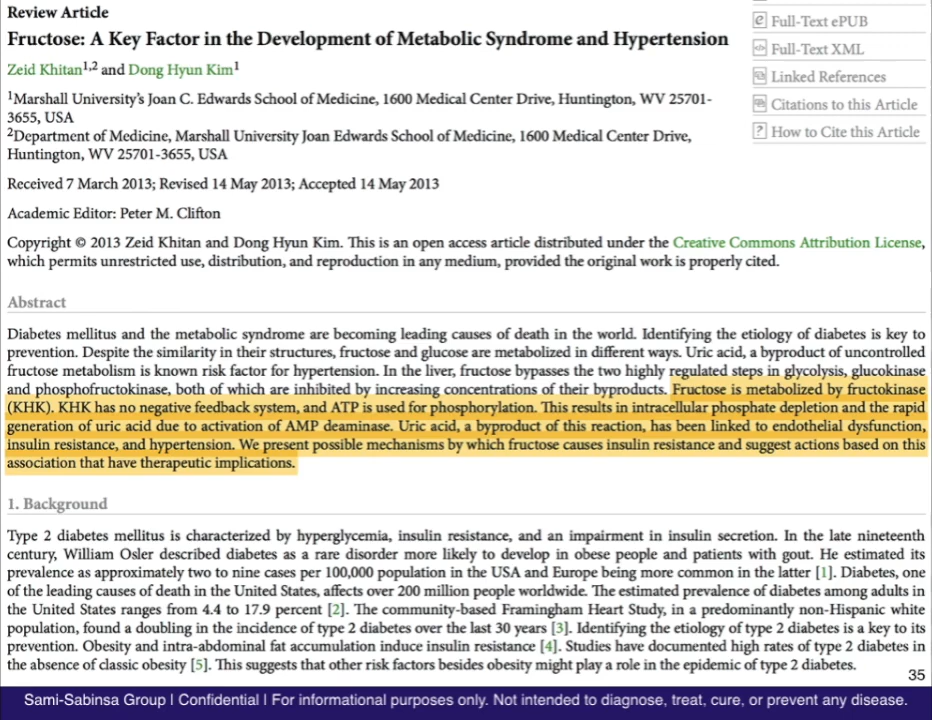 Review Article
Fructose: A Key Factor in the Development of Metabolic Syndrome and Hypertension
Zeid Khitan1,2 and Dong Hyun Kim1
1Marshall University's Joan C. Edwards School of Medicine, 1600 Medical Center Drive, Huntington, WV 25701-
3655, USA
2Department of Medicine, Marshall University Joan Edwards School of Medicine, 1600 Medical Center Drive,
Huntington, WV 25701-3655, USA
Received 7 March 2013; Revised 14 May 2013; Accepted 14 May 2013
Academic Editor: Peter M. Clifton
Copyright © 2013 Zeid Khitan and Dong Hyun Kim. This is an open access article distributed under the Creative Commons Attribution License,
which permits unrestricted use, distribution, and reproduction in any medium, provided the original work is properly cited.
Full-Text ePUB
Full-Text XML
Linked References
Citations to this Article
How to Cite this Article
Abstract
Diabetes mellitus and the metabolic syndrome are becoming leading causes of death in the world. Identifying the etiology of diabetes is key to
prevention. Despite the similarity in their structures, fructose and glucose are metabolized in different ways. Uric acid, a byproduct of uncontrolled
fructose metabolism is known risk factor for hypertension. In the liver, fructose bypasses the two highly regulated steps in glycolysis, glucokinase
and phosphofructokinase, both of which are inhibited by increasing concentrations of their byproducts. Fructose is metabolized by fructokinase
(KHK). KHK has no negative feedback system, and ATP is used for phosphorylation. This results in intracellular phosphate depletion and the rapid
generation of uric acid due to activation of AMP deaminase. Uric acid, a byproduct of this reaction, has been linked to endothelial dysfunction,
insulin resistance, and hypertension. We present possible mechanisms by which fructose causes insulin resistance and suggest actions based on this
association that have therapeutic implications.
1. Background
Type 2 diabetes mellitus is characterized by hyperglycemia, insulin resistance, and an impairment in insulin secretion. In the late nineteenth
century, William Osler described diabetes as a rare disorder more likely to develop in obese people and patients with gout. He estimated its
prevalence as approximately two to nine cases per 100,000 population in the USA and Europe being more common in the latter [1]. Diabetes, one
of the leading causes of death in the United States, affects over 200 million people worldwide. The estimated prevalence of diabetes among adults in
the United States ranges from 4.4 to 17.9 percent [2]. The community-based Framingham Heart Study, in a predominantly non-Hispanic white
population, found a doubling in the incidence of type 2 diabetes over the last 30 years [3]. Identifying the etiology of type 2 diabetes is a key to its
prevention. Obesity and intra-abdominal fat accumulation induce insulin resistance [4]. Studies have documented high rates of type 2 diabetes in
the absence of classic obesity [5]. This suggests that other risk factors besides obesity might play a role in the epidemic of type 2 diabetes.
35
Sami-Sabinsa Group | Confidential | For informational purposes only. Not intended to diagnose, treat, cure, or prevent any disease.